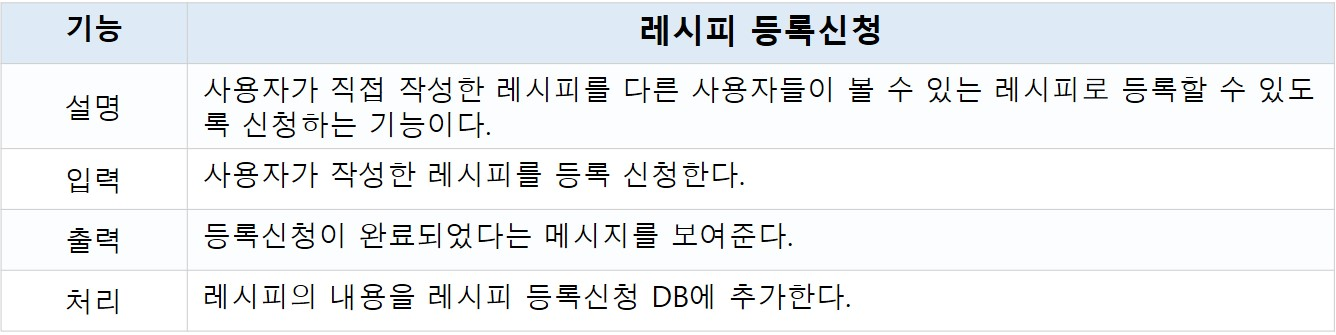 기능
레시피 등록신청
설명
사용자가 직접 작성한 레시피를 다른 사용자들이 볼 수 있는 레시피로 등록할 수 있도
록 신청하는 기능이다.
입력
사용자가 작성한 레시피를 등록 신청한다.
출력
등록신청이 완료되었다는 메시지를 보여준다.
처리
레시피의 내용을 레시피 등록신청 DB에 추가한다.